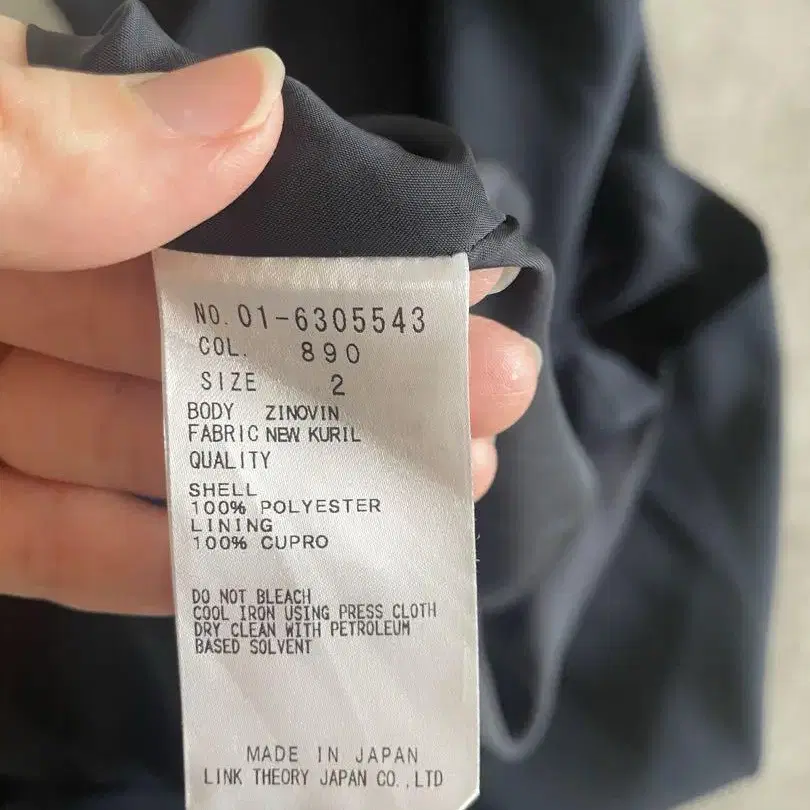 NO. 01-6305543
COL. 890
SIZE 2
BODY ZINOVIN
FABRIC NEW KURIL
QUALITY
SHELL
100% POLYESTER
LINING
100% CUPRO
DO NOT BLEACH
COOL IRON USING PRESS CLOTH
DRY CLEAN WITH PETROLEUM
BASED SOLVENT
MADE IN JAPAN
LINK THEORY JAPAN CO.,LTD